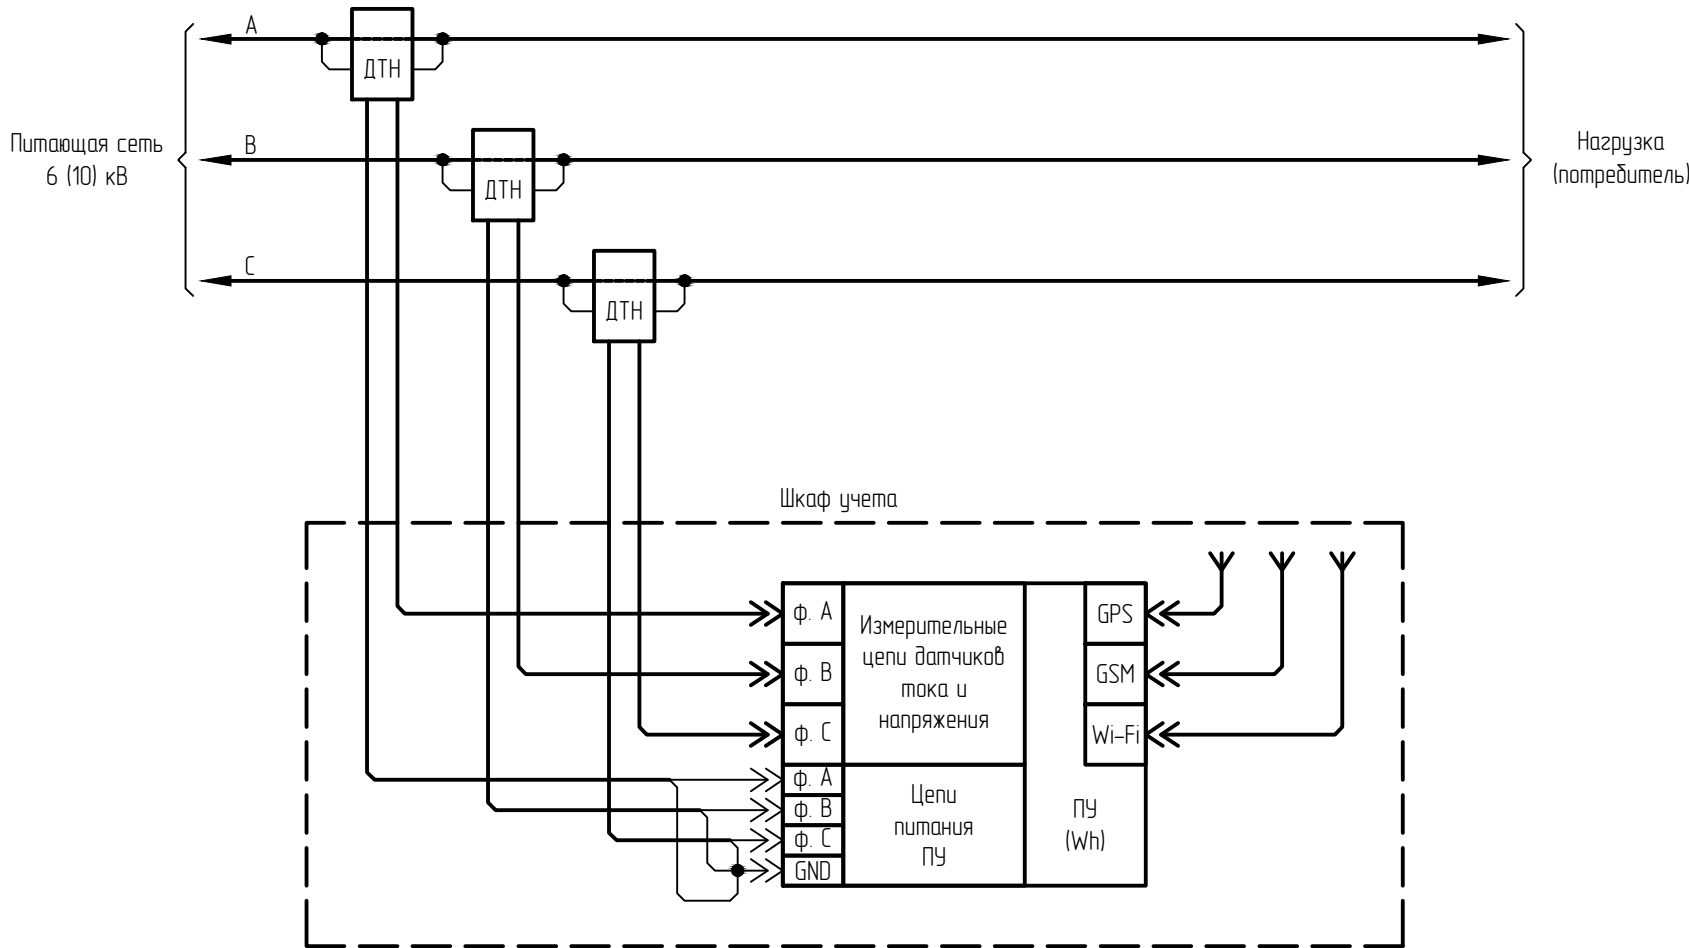 A
ДТН
Питающая сеть
6 (10) кВ
B
ДТН
Нагрузка
(потребитель)
C
ДТН
Шкаф учета
ф. A
ф. B
ф. C
Измерительные
цепи датчиков
тока и
напряжения
GPS
GSM
Wi-Fi
ф. A
ф. B
ф. C
GND
Цепи
питания
ПУ
ПУ
(Wh)